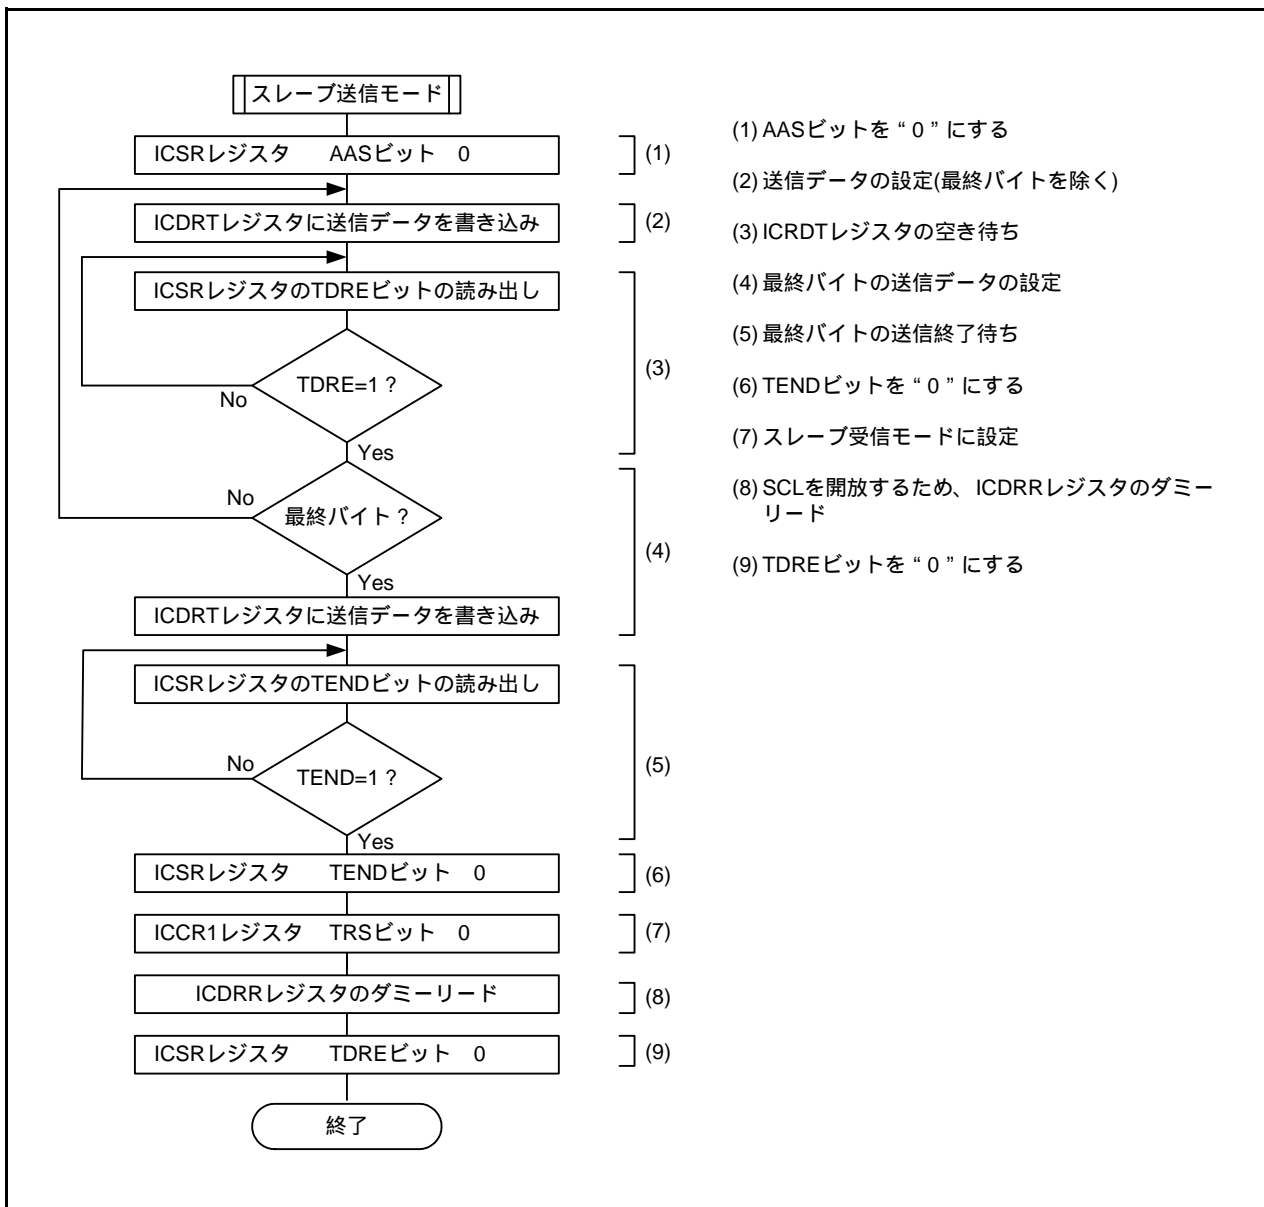 スレーブ送信モード
ICSRレジスタ AASビット 0
(1)
ICDRTレジスタに送信データを書き込み
(2)
ICSRレジスタのTDREビットの読み出し
TDRE=1 ?
No
(3)
Yes
最終バイト ?
No
(4)
Yes
ICDRTレジスタに送信データを書き込み
ICSRレジスタのTENDビットの読み出し
TEND=1 ?
No
(5)
Yes
ICSRレジスタ TENDビット 0
(6)
ICCR1レジスタ TRSビット 0
(7)
ICDRRレジスタのダミーリード
(8)
ICSRレジスタ TDREビット 0
(9)
終了
(1) AASビットを “ 0 ” にする
(2) 送信データの設定(最終バイトを除く)
(3) ICRDTレジスタの空き待ち
(4) 最終バイトの送信データの設定
(5) 最終バイトの送信終了待ち
(6) TENDビットを “ 0 ” にする
(7) スレーブ受信モードに設定
(8) SCLを開放するため、ICDRRレジスタのダミー
リード
(9) TDREビットを “ 0 ” にする